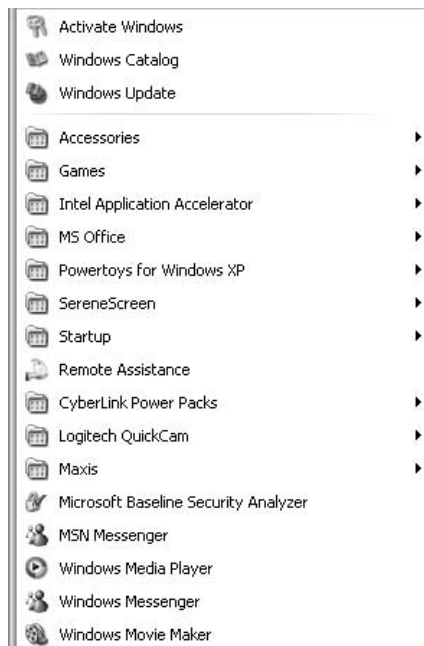 Activate Windows
Windows Catalog
Windows Update
Accessories
Games
Intel Application Accelerator
MS Office
Powertoys for Windows XP
SereneScreen
Startup
Remote Assistance
CyberLink Power Packs
Logitech QuickCam
Maxis
Microsoft Baseline Security Analyzer
MSN Messenger
Windows Media Player
Windows Messenger
Windows Movie Maker